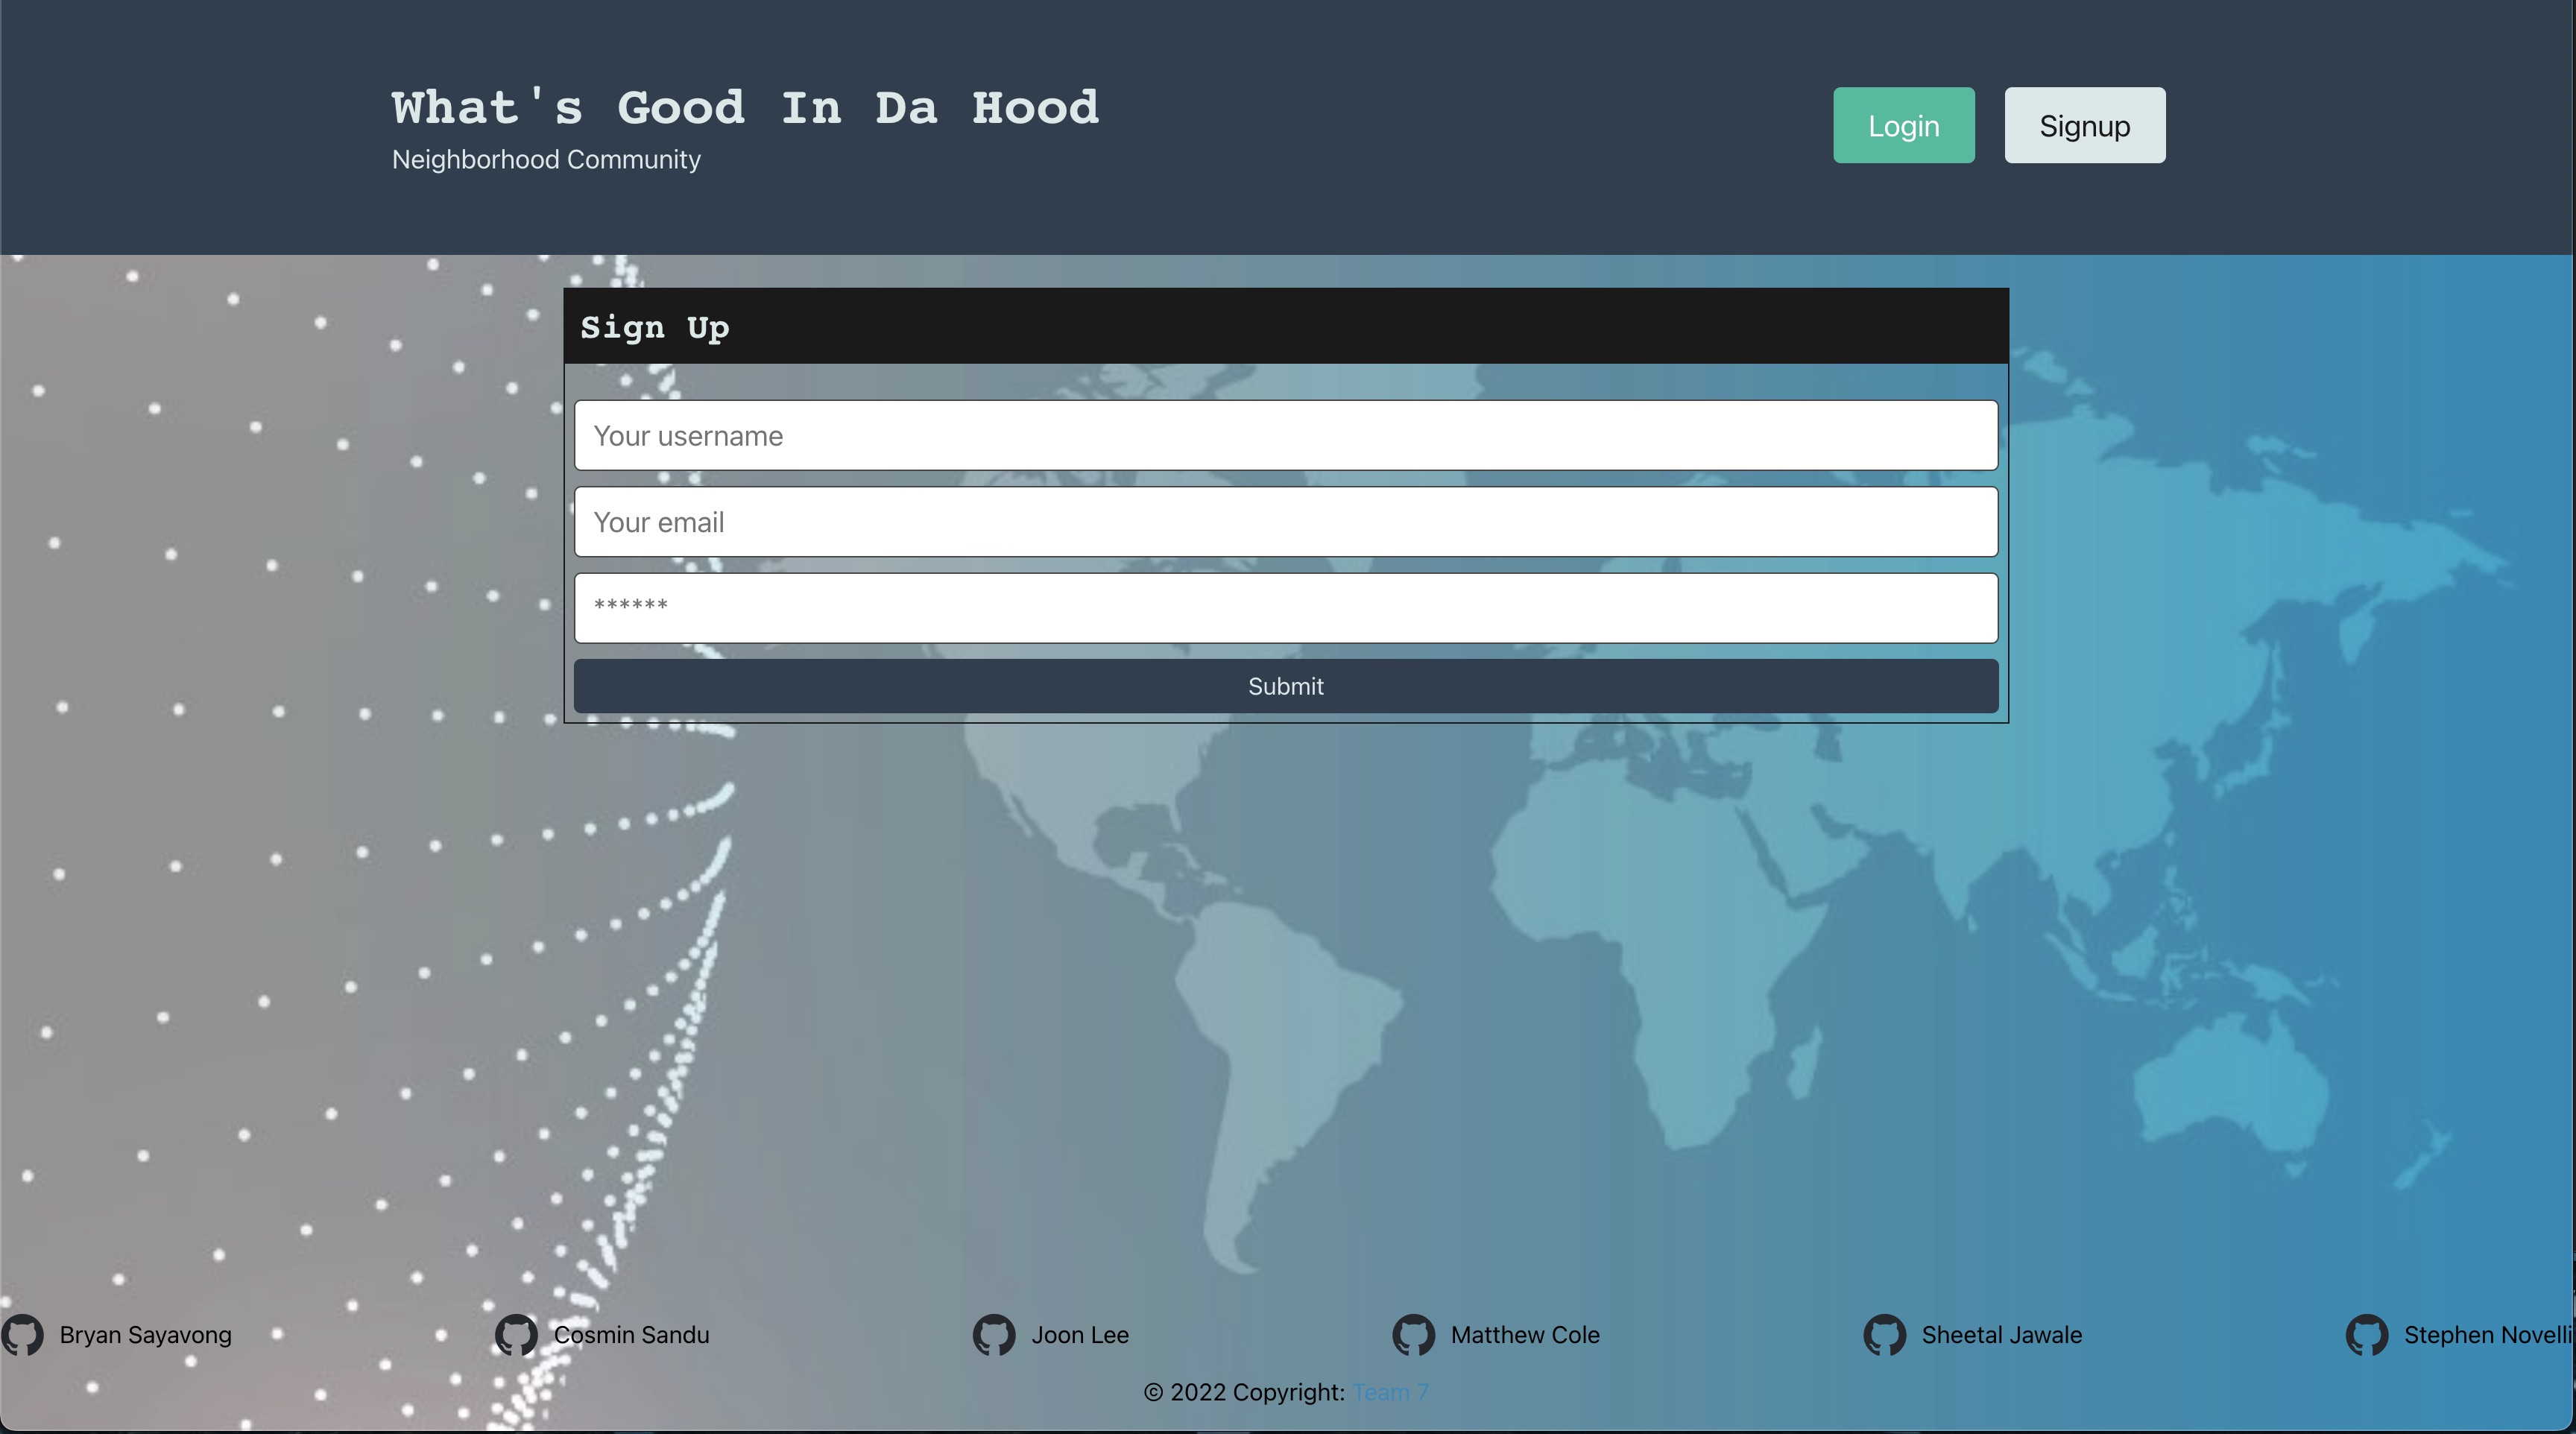 What's Good In Da Hood
Neighborhood Community
Login
Signup
Sign Up
Your username
Your email
******
Submit
Bryan Sayavong
Cosmin Sandu
Joon Lee
Matthew Cole
Sheetal Jawale
Stephen Novelli
© 2022 Copyright: Team 7